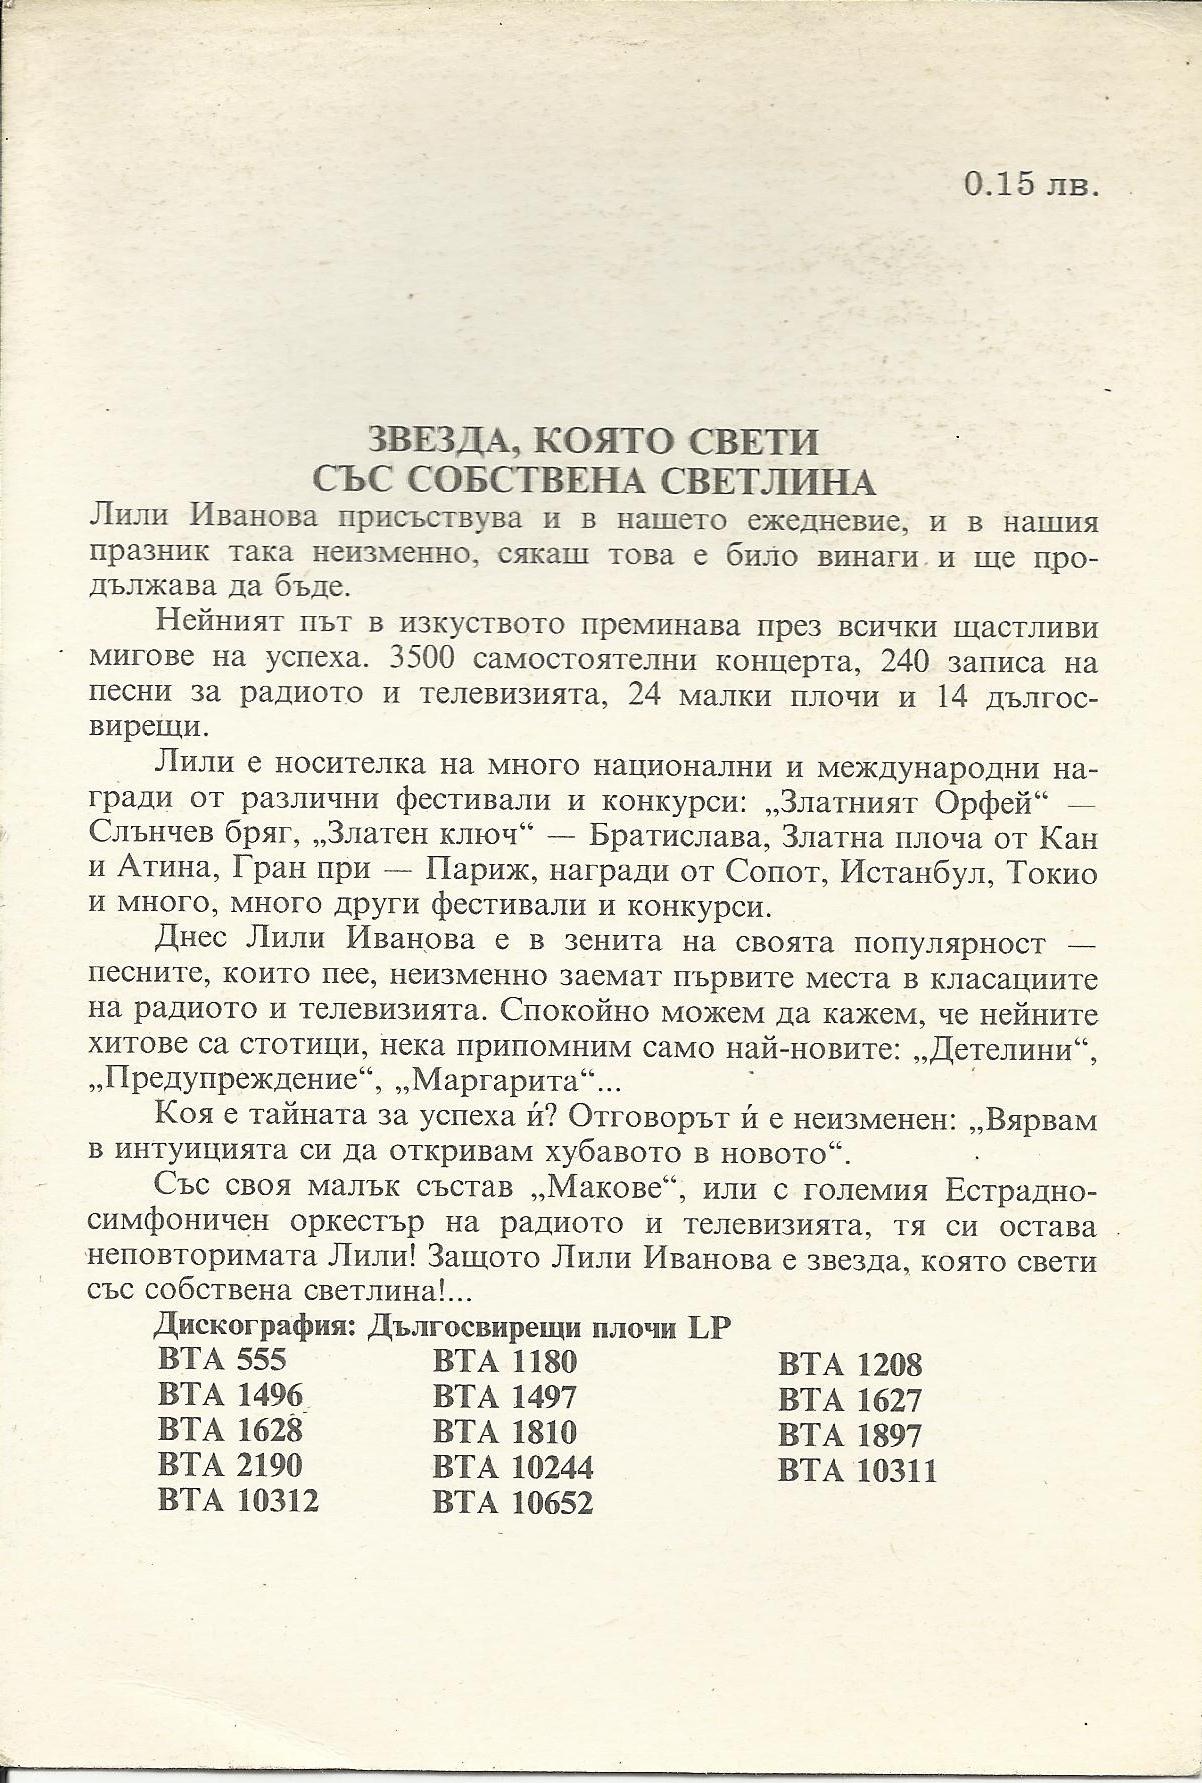 0.15 лв.
ЗВЕЗДА, КОЯТО СВЕТИ
СЪС СОБСТВЕНА СВЕТЛИНА
Лили Иванова присъствува и в нашето ежедневие, и в нашия
празник така неизменно, сякаш това е било винаги и ще про-
дължава да бъде.
Нейният път в изкуството преминава през всички щастливи
мигове на успеха. 3500 самостоятелни концерта, 240 записа на
песни за радиото и телевизията, 24 малки плочи и 14 дългос-
вирещи.
Лили е носителка на много национални и международни на-
гради от различни фестивали и конкурси: „Златният Орфей“ —
Слънчев бряг, „Златен ключ“ — Братислава, Златна плоча от Кан
и Атина, Гран при — Париж, награди от Сопот, Истанбул, Токио
и много, много други фестивали и конкурси.
Днес Лили Иванова е в зенита на своята популярност —
песните, които пее, неизменно заемат първите места в класациите
на радиото и телевизията. Спокойно можем да кажем, че нейните
хитове са стотици, нека припомним само най-новите: „Детелини“,
„Предупреждение“, „Маргарита“...
Коя е тайната за успеха ѝ? Отговорът ѝ е неизменен: „Вярвам
в интуицията си да откривам хубавото в новото“.
Със своя малък състав „Макове“, или с големия Естрадно-
симфоничен оркестър на радиото и телевизията, тя си остава
неповторимата Лили! Защото Лили Иванова е звезда, която свети
със собствена светлина!...
Дискография: Дългосвирещи плочи LP
ВТА 555 ВТА 1180 ВТА 1208
ВТА 1496 ВТА 1497 ВТА 1627
ВТА 1628 ВТА 1810 ВТА 1897
ВТА 2190 ВТА 10244 ВТА 10311
ВТА 10312 ВТА 10652